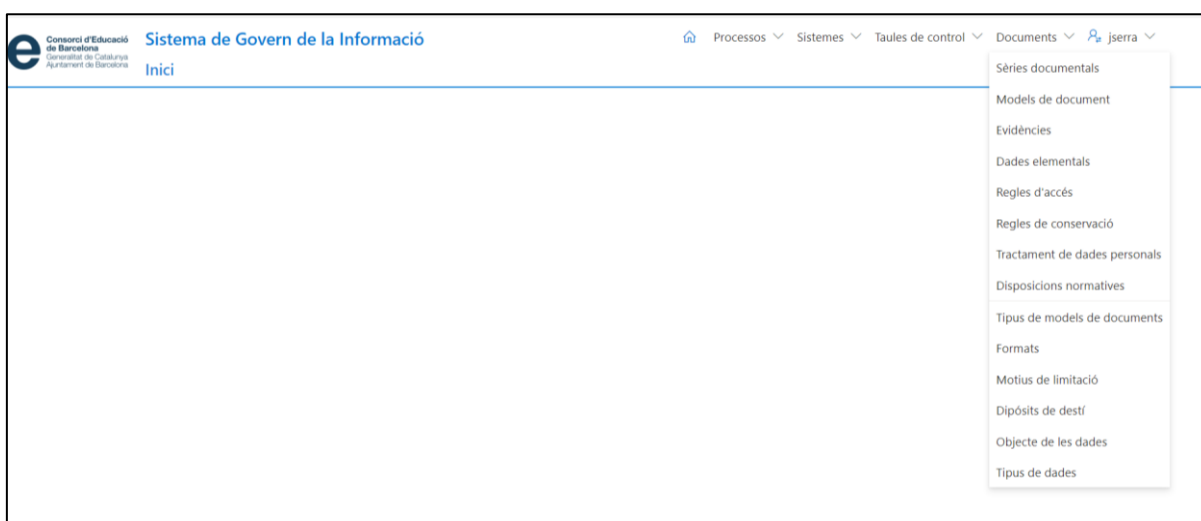 Consorci d'Educació
de Barcelona
Generalitat de Catalunya
Ajuntament de Barcelona
Sistema de Govern de la Informació
Inici
Processos
Sistemes
Taules de control
Documents
jserra
Sèries documentals
Models de document
Evidències
Dades elementals
Regles d'accés
Regles de conservació
Tractament de dades personals
Disposicions normatives
Tipus de models de documents
Formats
Motius de limitació
Dipósits de destí
Objecte de les dades
Tipus de dades